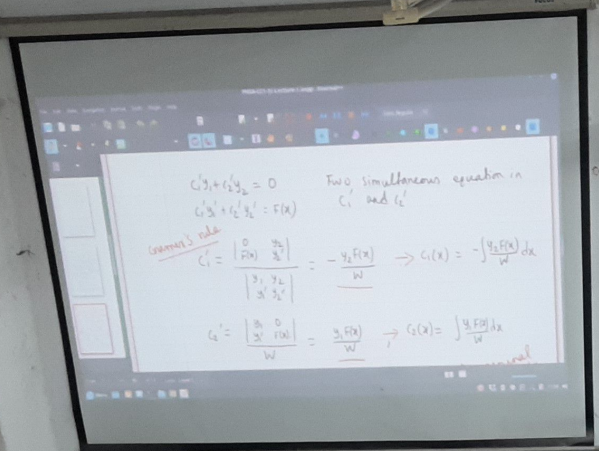 c₁'y₁ + c₂'y₂ = 0 Two simultaneous equation in
c₁'y₁' + c₂'y₂' = F(x) c₁' and c₂'
Cramer's rule
c₁' = |0 y₂; F(x) y₂'| / |y₁ y₂; y₁' y₂'| = - y₂F(x)/W → c₁(x) = -∫ y₂F(x)/W dx
c₂' = |y₁ 0; y₁' F(x)| / W = y₁F(x)/W → c₂(x) = ∫ y₁F(x)/W dx